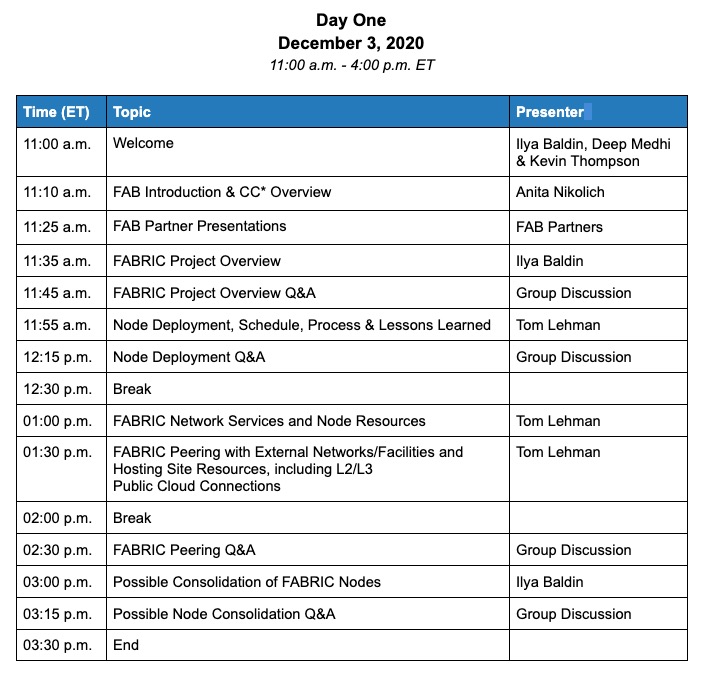 Day One
December 3, 2020
11:00 a.m. - 4:00 p.m. ET
Time (ET) Topic Presenter
11:00 a.m. Welcome Ilya Baldin, Deep Medhi
& Kevin Thompson
11:10 a.m. FAB Introduction & CC* Overview Anita Nikolich
11:25 a.m. FAB Partner Presentations FAB Partners
11:35 a.m. FABRIC Project Overview Ilya Baldin
11:45 a.m. FABRIC Project Overview Q&A Group Discussion
11:55 a.m. Node Deployment, Schedule, Process & Lessons Learned Tom Lehman
12:15 p.m. Node Deployment Q&A Group Discussion
12:30 p.m. Break
01:00 p.m. FABRIC Network Services and Node Resources Tom Lehman
01:30 p.m. FABRIC Peering with External Networks/Facilities and Tom Lehman
Hosting Site Resources, including L2/L3
Public Cloud Connections
02:00 p.m. Break
02:30 p.m. FABRIC Peering Q&A Group Discussion
03:00 p.m. Possible Consolidation of FABRIC Nodes Ilya Baldin
03:15 p.m. Possible Node Consolidation Q&A Group Discussion
03:30 p.m. End